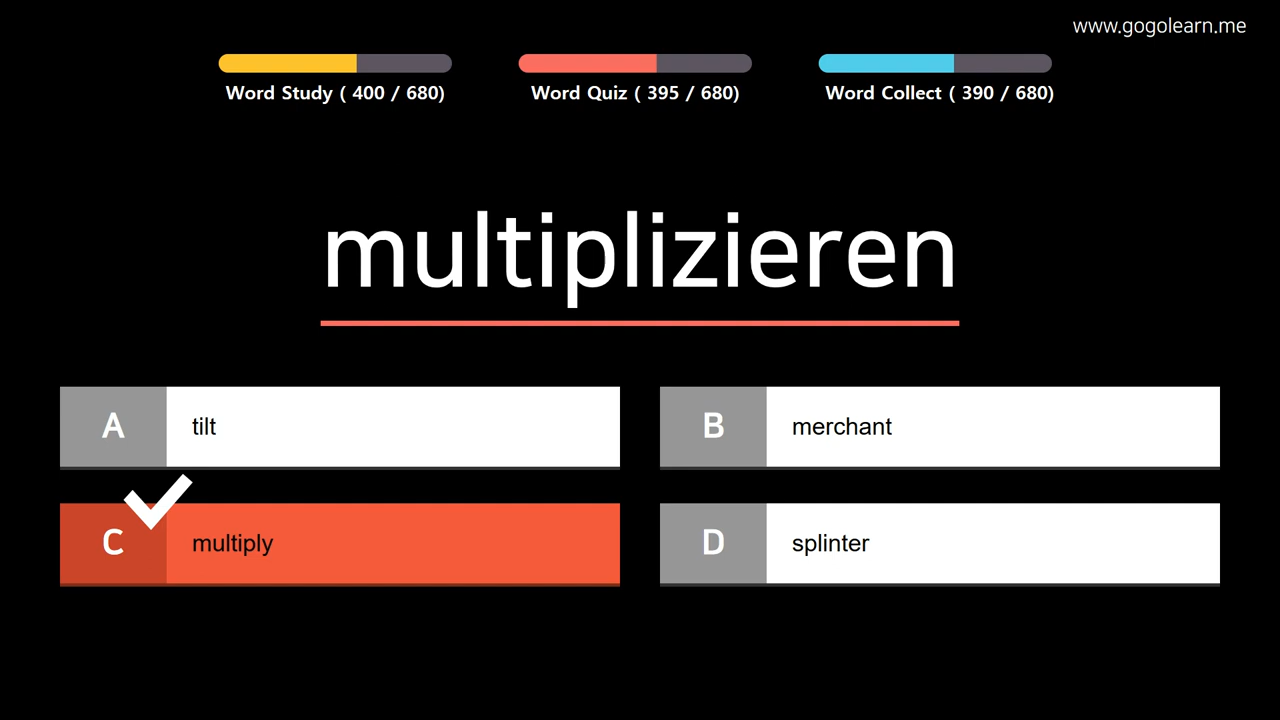 www.gogolearn.me
Word Study ( 400 / 680)
Word Quiz ( 395 / 680)
Word Collect ( 390 / 680)
multiplizieren
A tilt
B merchant
C multiply
D splinter